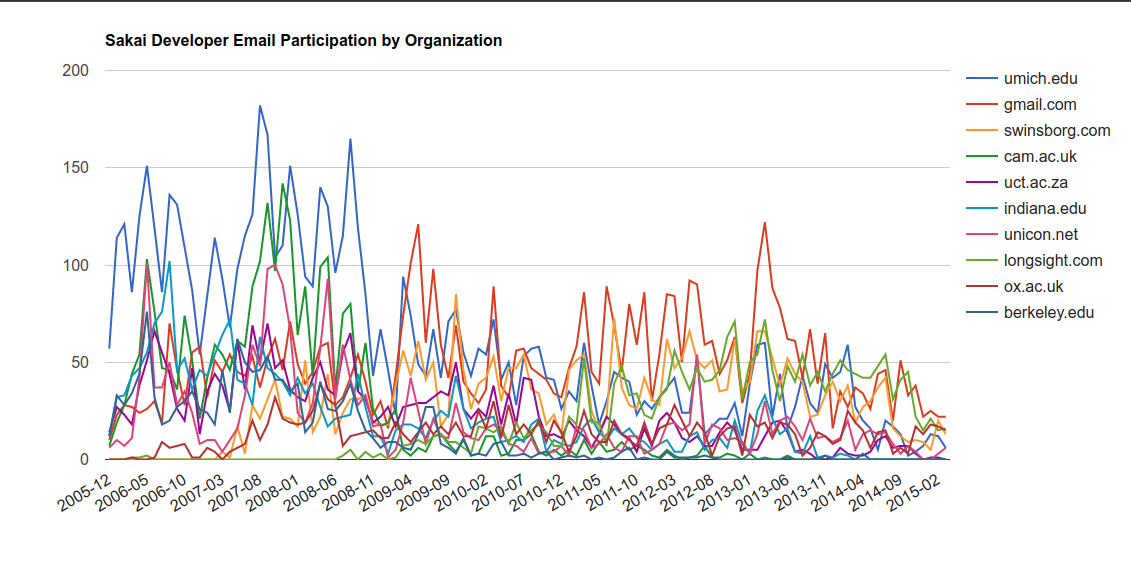 Sakai Developer Email Participation by Organization
200
150
100
50
0
2005-12
2006-05
2006-10
2007-03
2007-08
2008-01
2008-06
2008-11
2009-04
2009-09
2010-02
2010-07
2010-12
2011-05
2011-10
2012-03
2012-08
2013-01
2013-06
2013-11
2014-04
2014-09
2015-02
umich.edu
gmail.com
swinsborg.com
cam.ac.uk
uct.ac.za
indiana.edu
unicon.net
longsight.com
ox.ac.uk
berkeley.edu